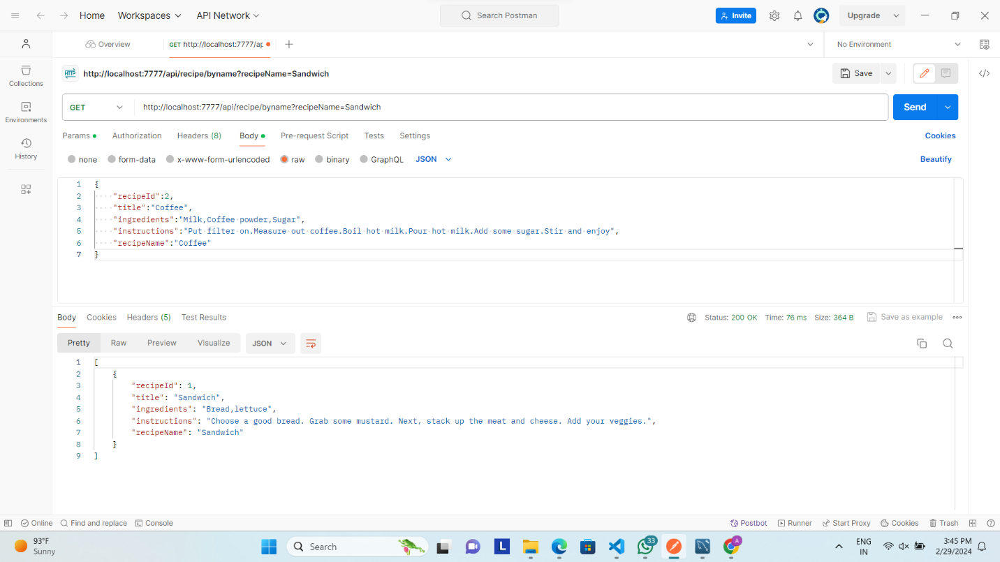 Home Workspaces API Network Search Postman Invite Upgrade
Overview GET http://localhost:7777/ap No Environment
HTTP http://localhost:7777/api/recipe/byname?recipeName=Sandwich Save
Collections
Environments
History
GET http://localhost:7777/api/recipe/byname?recipeName=Sandwich Send
Params Authorization Headers (8) Body Pre-request Script Tests Settings Cookies
none form-data x-www-form-urlencoded raw binary GraphQL JSON Beautify
1 {
2 "recipeId":2,
3 "title":"Coffee",
4 "ingredients":"Milk,Coffee powder,Sugar",
5 "instructions":"Put filter on.Measure out coffee.Boil hot milk.Pour hot milk.Add some sugar.Stir and enjoy",
6 "recipeName":"Coffee"
7 }
Body Cookies Headers (5) Test Results Status: 200 OK Time: 76 ms Size: 364 B Save as example
Pretty Raw Preview Visualize JSON
1 [
2 {
3 "recipeId": 1,
4 "title": "Sandwich",
5 "ingredients": "Bread,lettuce",
6 "instructions": "Choose a good bread. Grab some mustard. Next, stack up the meat and cheese. Add your veggies.",
7 "recipeName": "Sandwich"
8 }
9 ]
Online Find and replace Console Postbot Runner Start Proxy Cookies Trash
93°F
Sunny
Search
L
33
A
ENG
IN
3:45 PM
2/29/2024